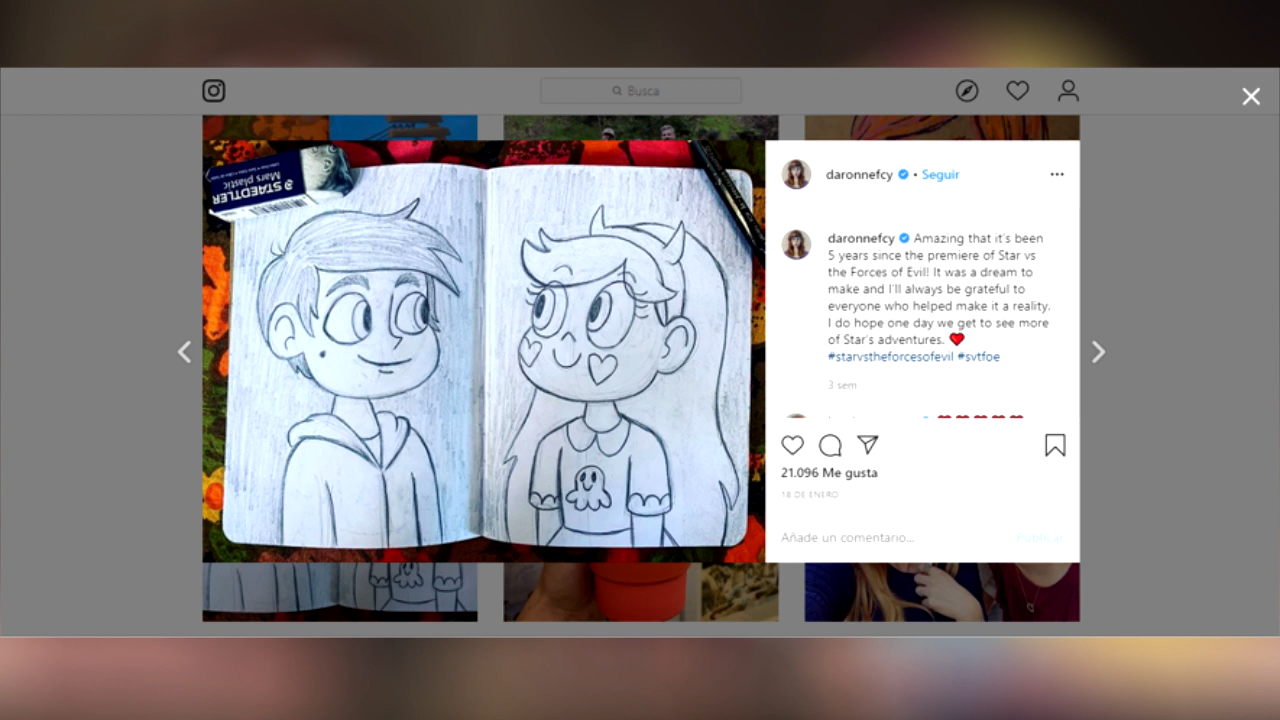 Busca
STAEDTLER
Mars plastic
daronnefcy • Seguir
daronnefcy Amazing that it's been
5 years since the premiere of Star vs
the Forces of Evil! It was a dream to
make and I'll always be grateful to
everyone who helped make it a reality.
I do hope one day we get to see more
of Star's adventures. ❤️
#starvstheforcesofevil #svtfoe
3 sem
21.096 Me gusta
18 DE ENERO
Añade un comentario...
Publicar